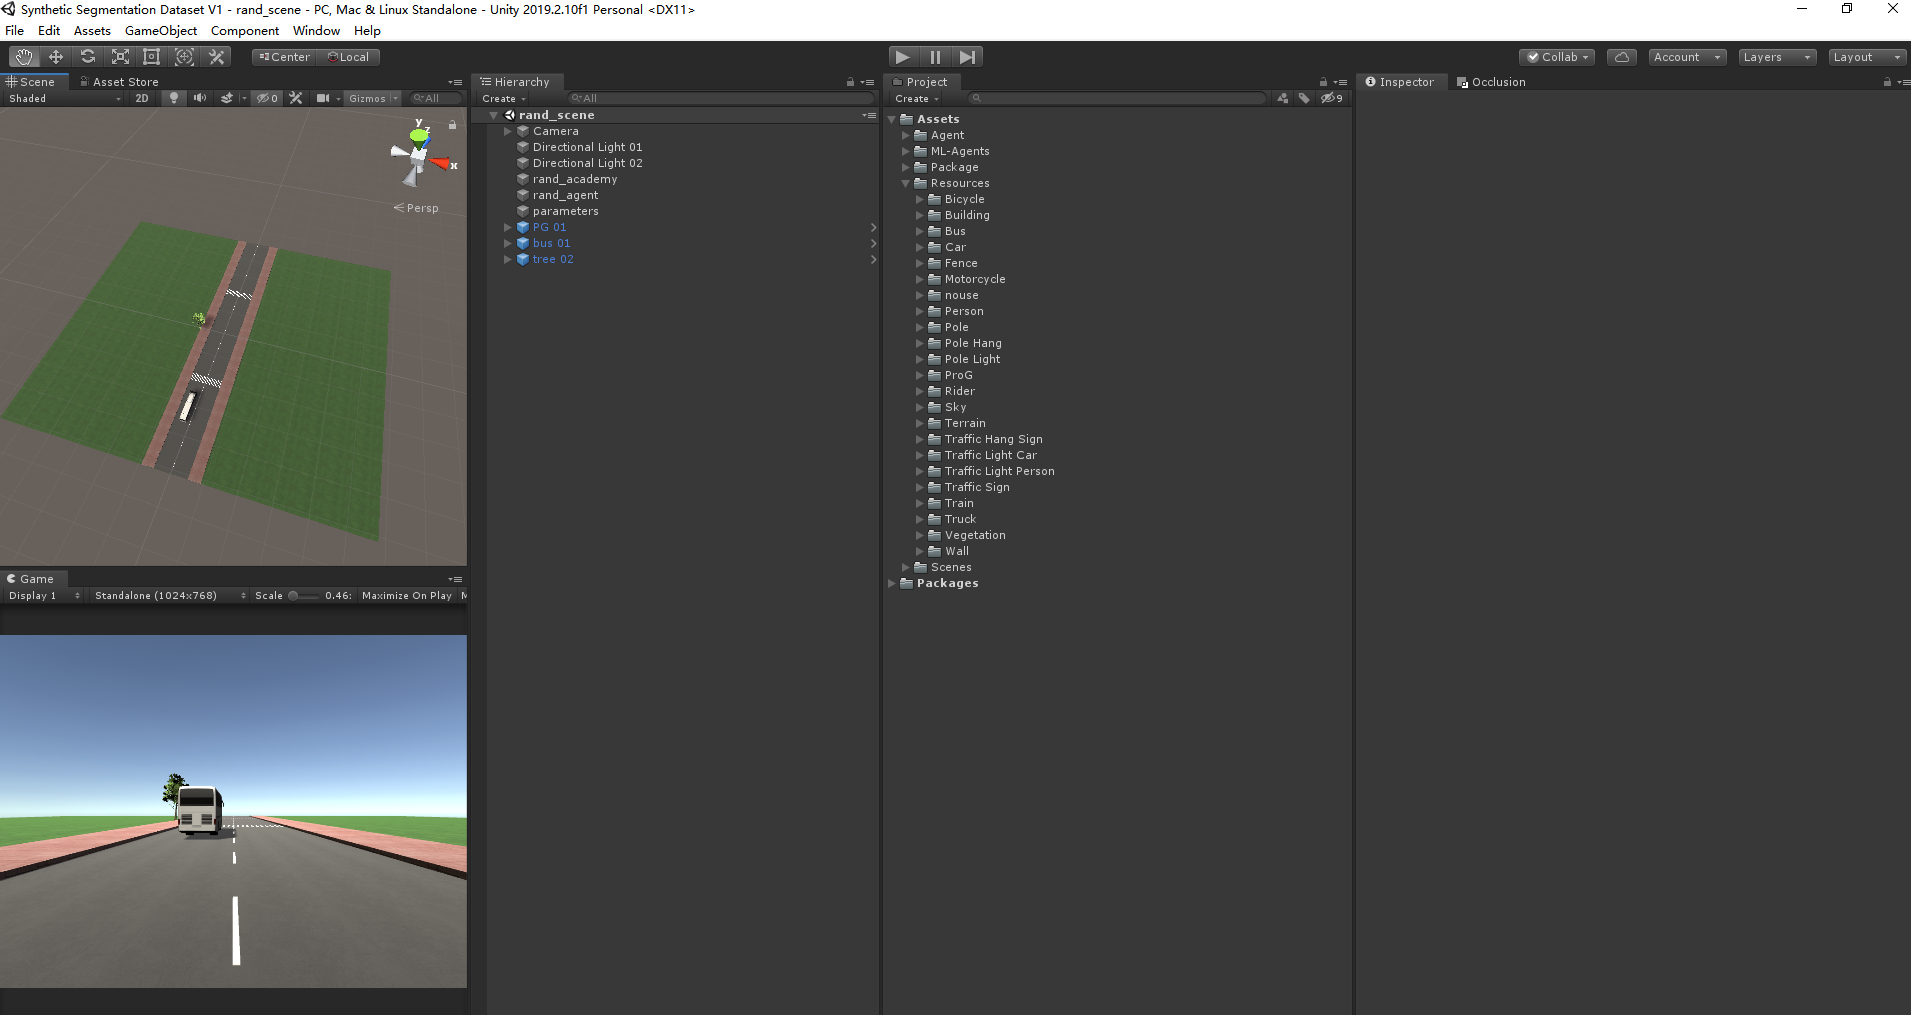 Synthetic Segmentation Dataset V1 - rand_scene - PC, Mac & Linux Standalone - Unity 2019.2.10f1 Personal <DX11>
File Edit Assets GameObject Component Window Help
Center Local Collab Account Layers Layout
Scene Asset Store
Shaded 2D 0 Gizmos All
y
z
x
Persp
Game
Display 1 Standalone (1024x768) Scale 0.46: Maximize On Play M
Hierarchy
Create All
rand_scene
Camera
Directional Light 01
Directional Light 02
rand_academy
rand_agent
parameters
PG 01
bus 01
tree 02
Project
Create 9
Assets
Agent
ML-Agents
Package
Resources
Bicycle
Building
Bus
Car
Fence
Motorcycle
nouse
Person
Pole
Pole Hang
Pole Light
ProG
Rider
Sky
Terrain
Traffic Hang Sign
Traffic Light Car
Traffic Light Person
Traffic Sign
Train
Truck
Vegetation
Wall
Scenes
Packages
Inspector Occlusion